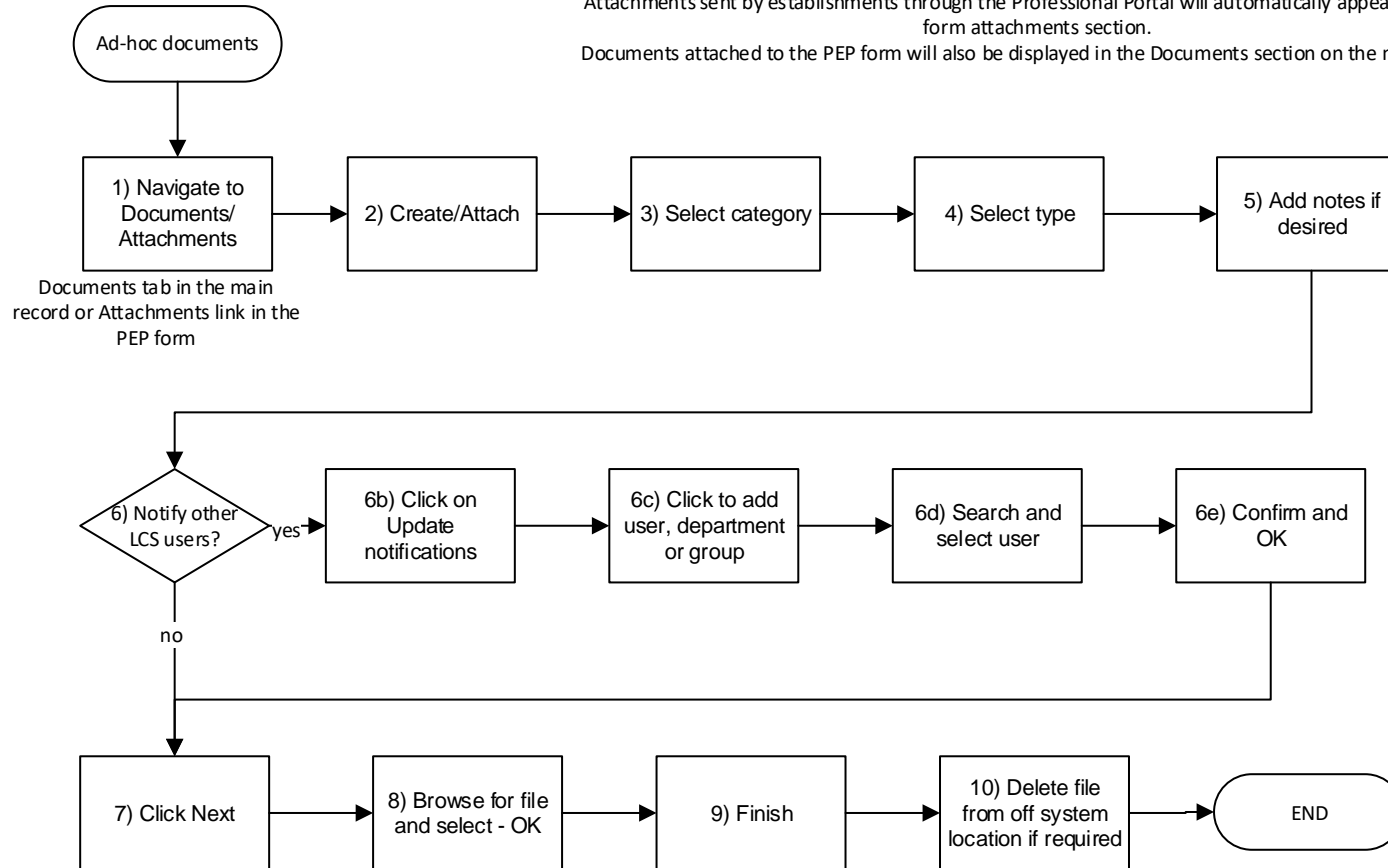 Attachments sent by establishments through the Professional Portal will automatically appea
form attachments section.
Documents attached to the PEP form will also be displayed in the Documents section on the
Ad-hoc documents
1) Navigate to
Documents/
Attachments
2) Create/Attach
3) Select category
4) Select type
5) Add notes if
desired
Documents tab in the main
record or Attachments link in the
PEP form
6) Notify other
LCS users?
yes
6b) Click on
Update
notifications
6c) Click to add
user, department
or group
6d) Search and
select user
6e) Confirm and
OK
no
7) Click Next
8) Browse for file
and select - OK
9) Finish
10) Delete file
from off system
location if required
END